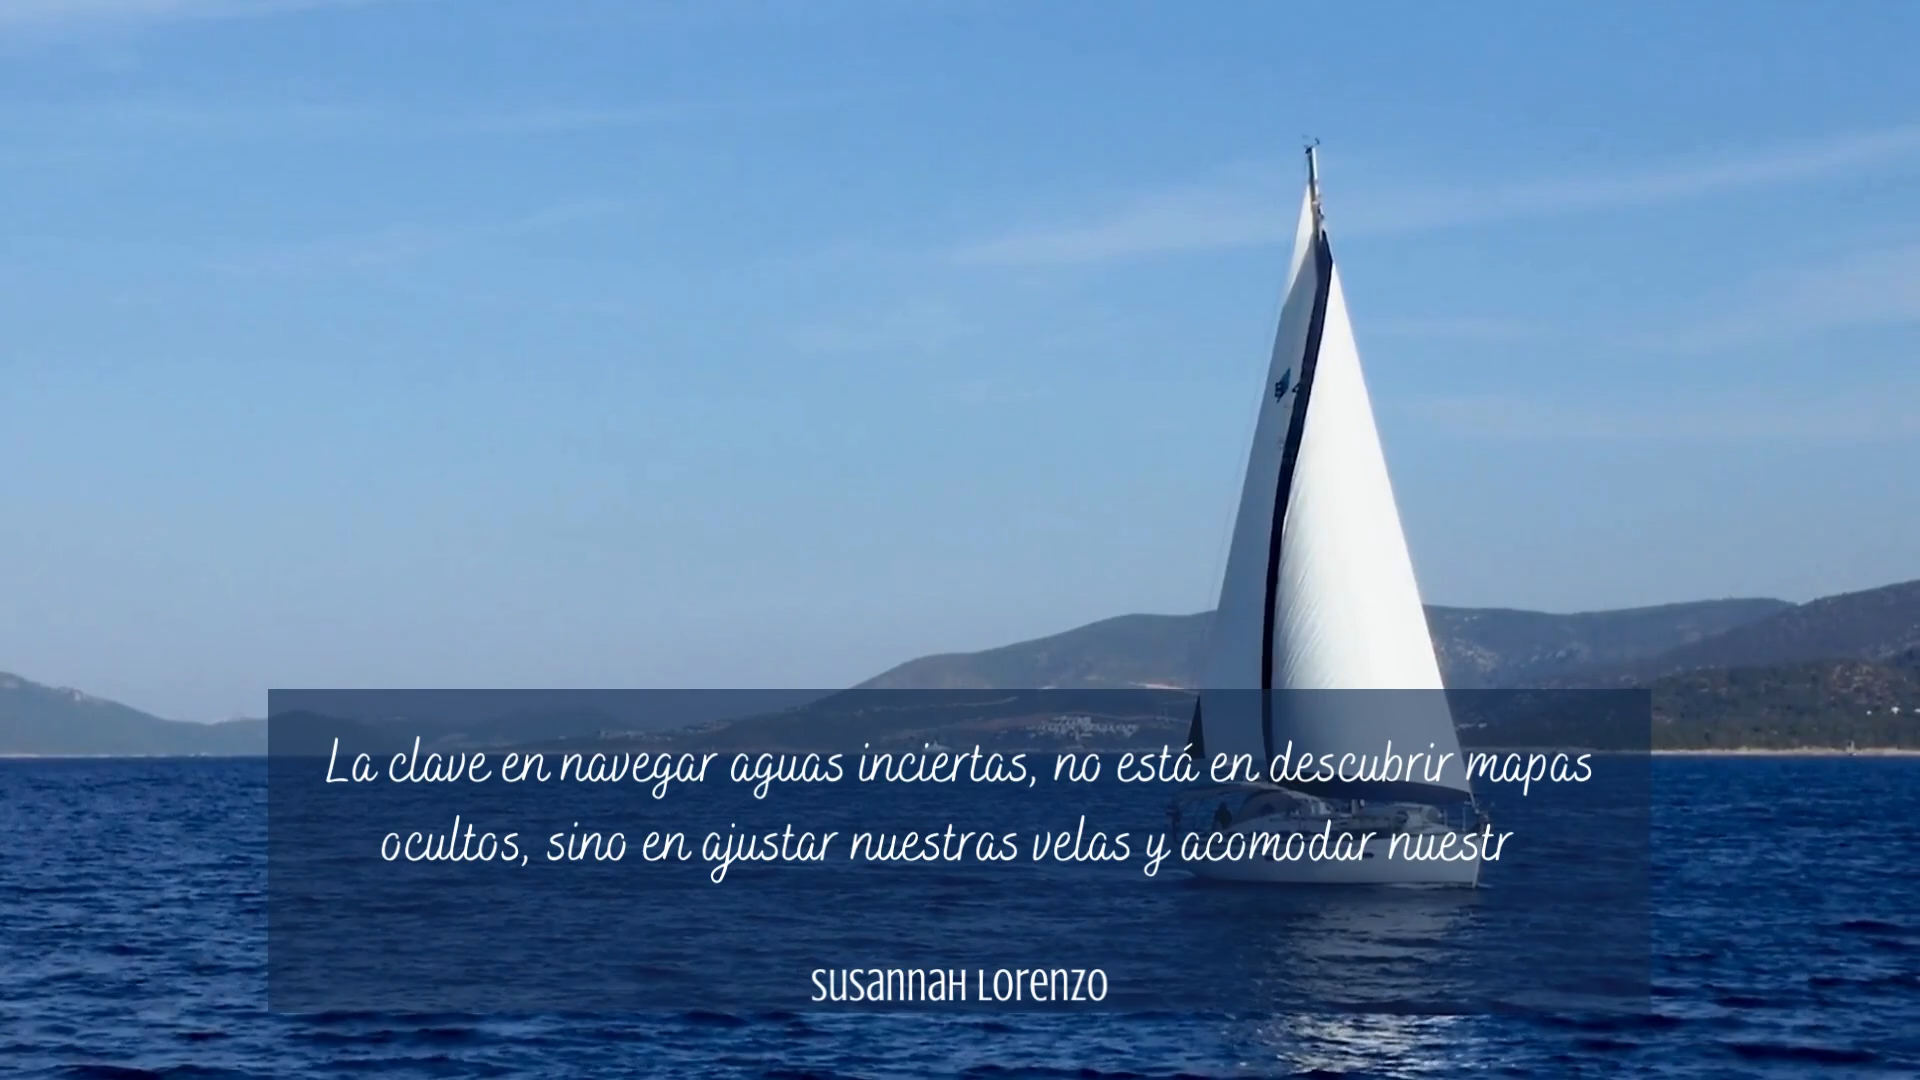 La clave en navegar aguas inciertas, no está en descubrir mapas
ocultos, sino en ajustar nuestras velas y acomodar nuestr
Susannah Lorenzo